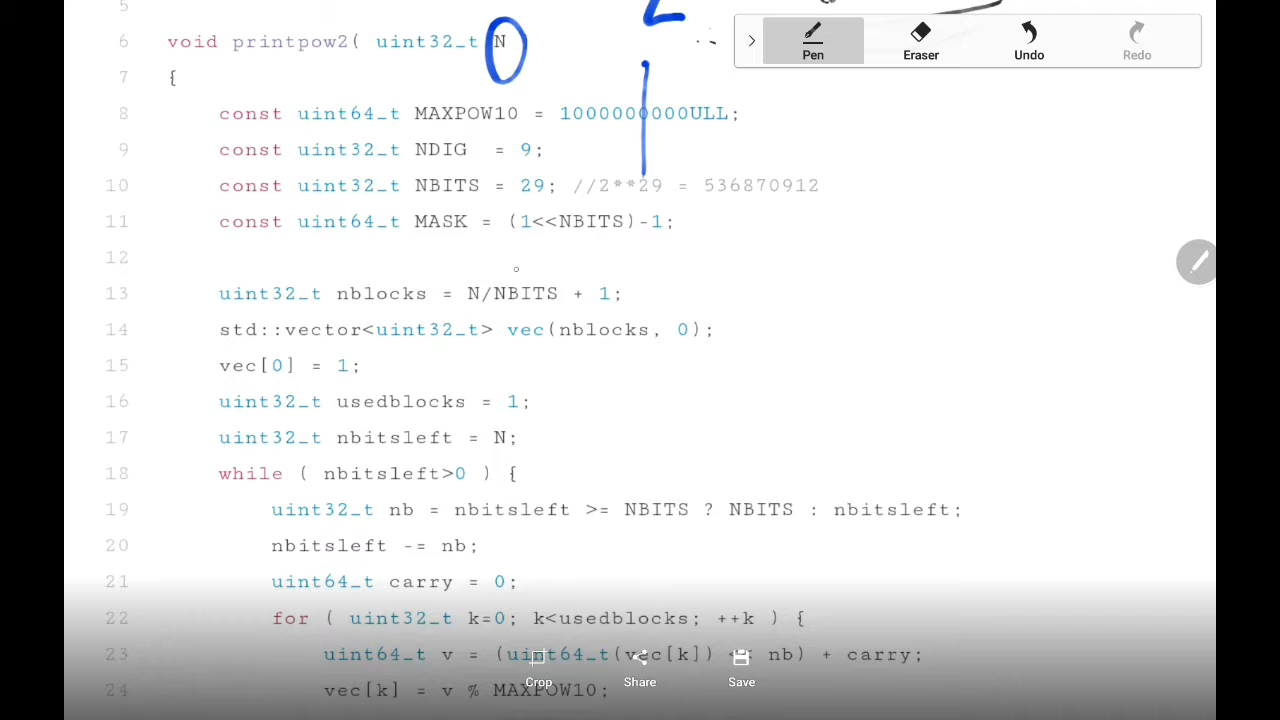 5
2
6 void printpow2( uint32_t N
Pen
Eraser
Undo
Redo
7 {
8 const uint64_t MAXPOW10 = 1000000000ULL;
9 const uint32_t NDIG = 9;
10 const uint32_t NBITS = 29; //2**29 = 536870912
11 const uint64_t MASK = (1<<NBITS)-1;
12
13 uint32_t nblocks = N/NBITS + 1;
14 std::vector<uint32_t> vec(nblocks, 0);
15 vec[0] = 1;
16 uint32_t usedblocks = 1;
17 uint32_t nbitsleft = N;
18 while ( nbitsleft>0 ) {
19 uint32_t nb = nbitsleft >= NBITS ? NBITS : nbitsleft;
20 nbitsleft -= nb;
21 uint64_t carry = 0;
22 for ( uint32_t k=0; k<usedblocks; ++k ) {
23 uint64_t v = (uint64_t(vec[k]) << nb) + carry;
24 vec[k] = v % MAXPOW10;
Crop
Share
Save